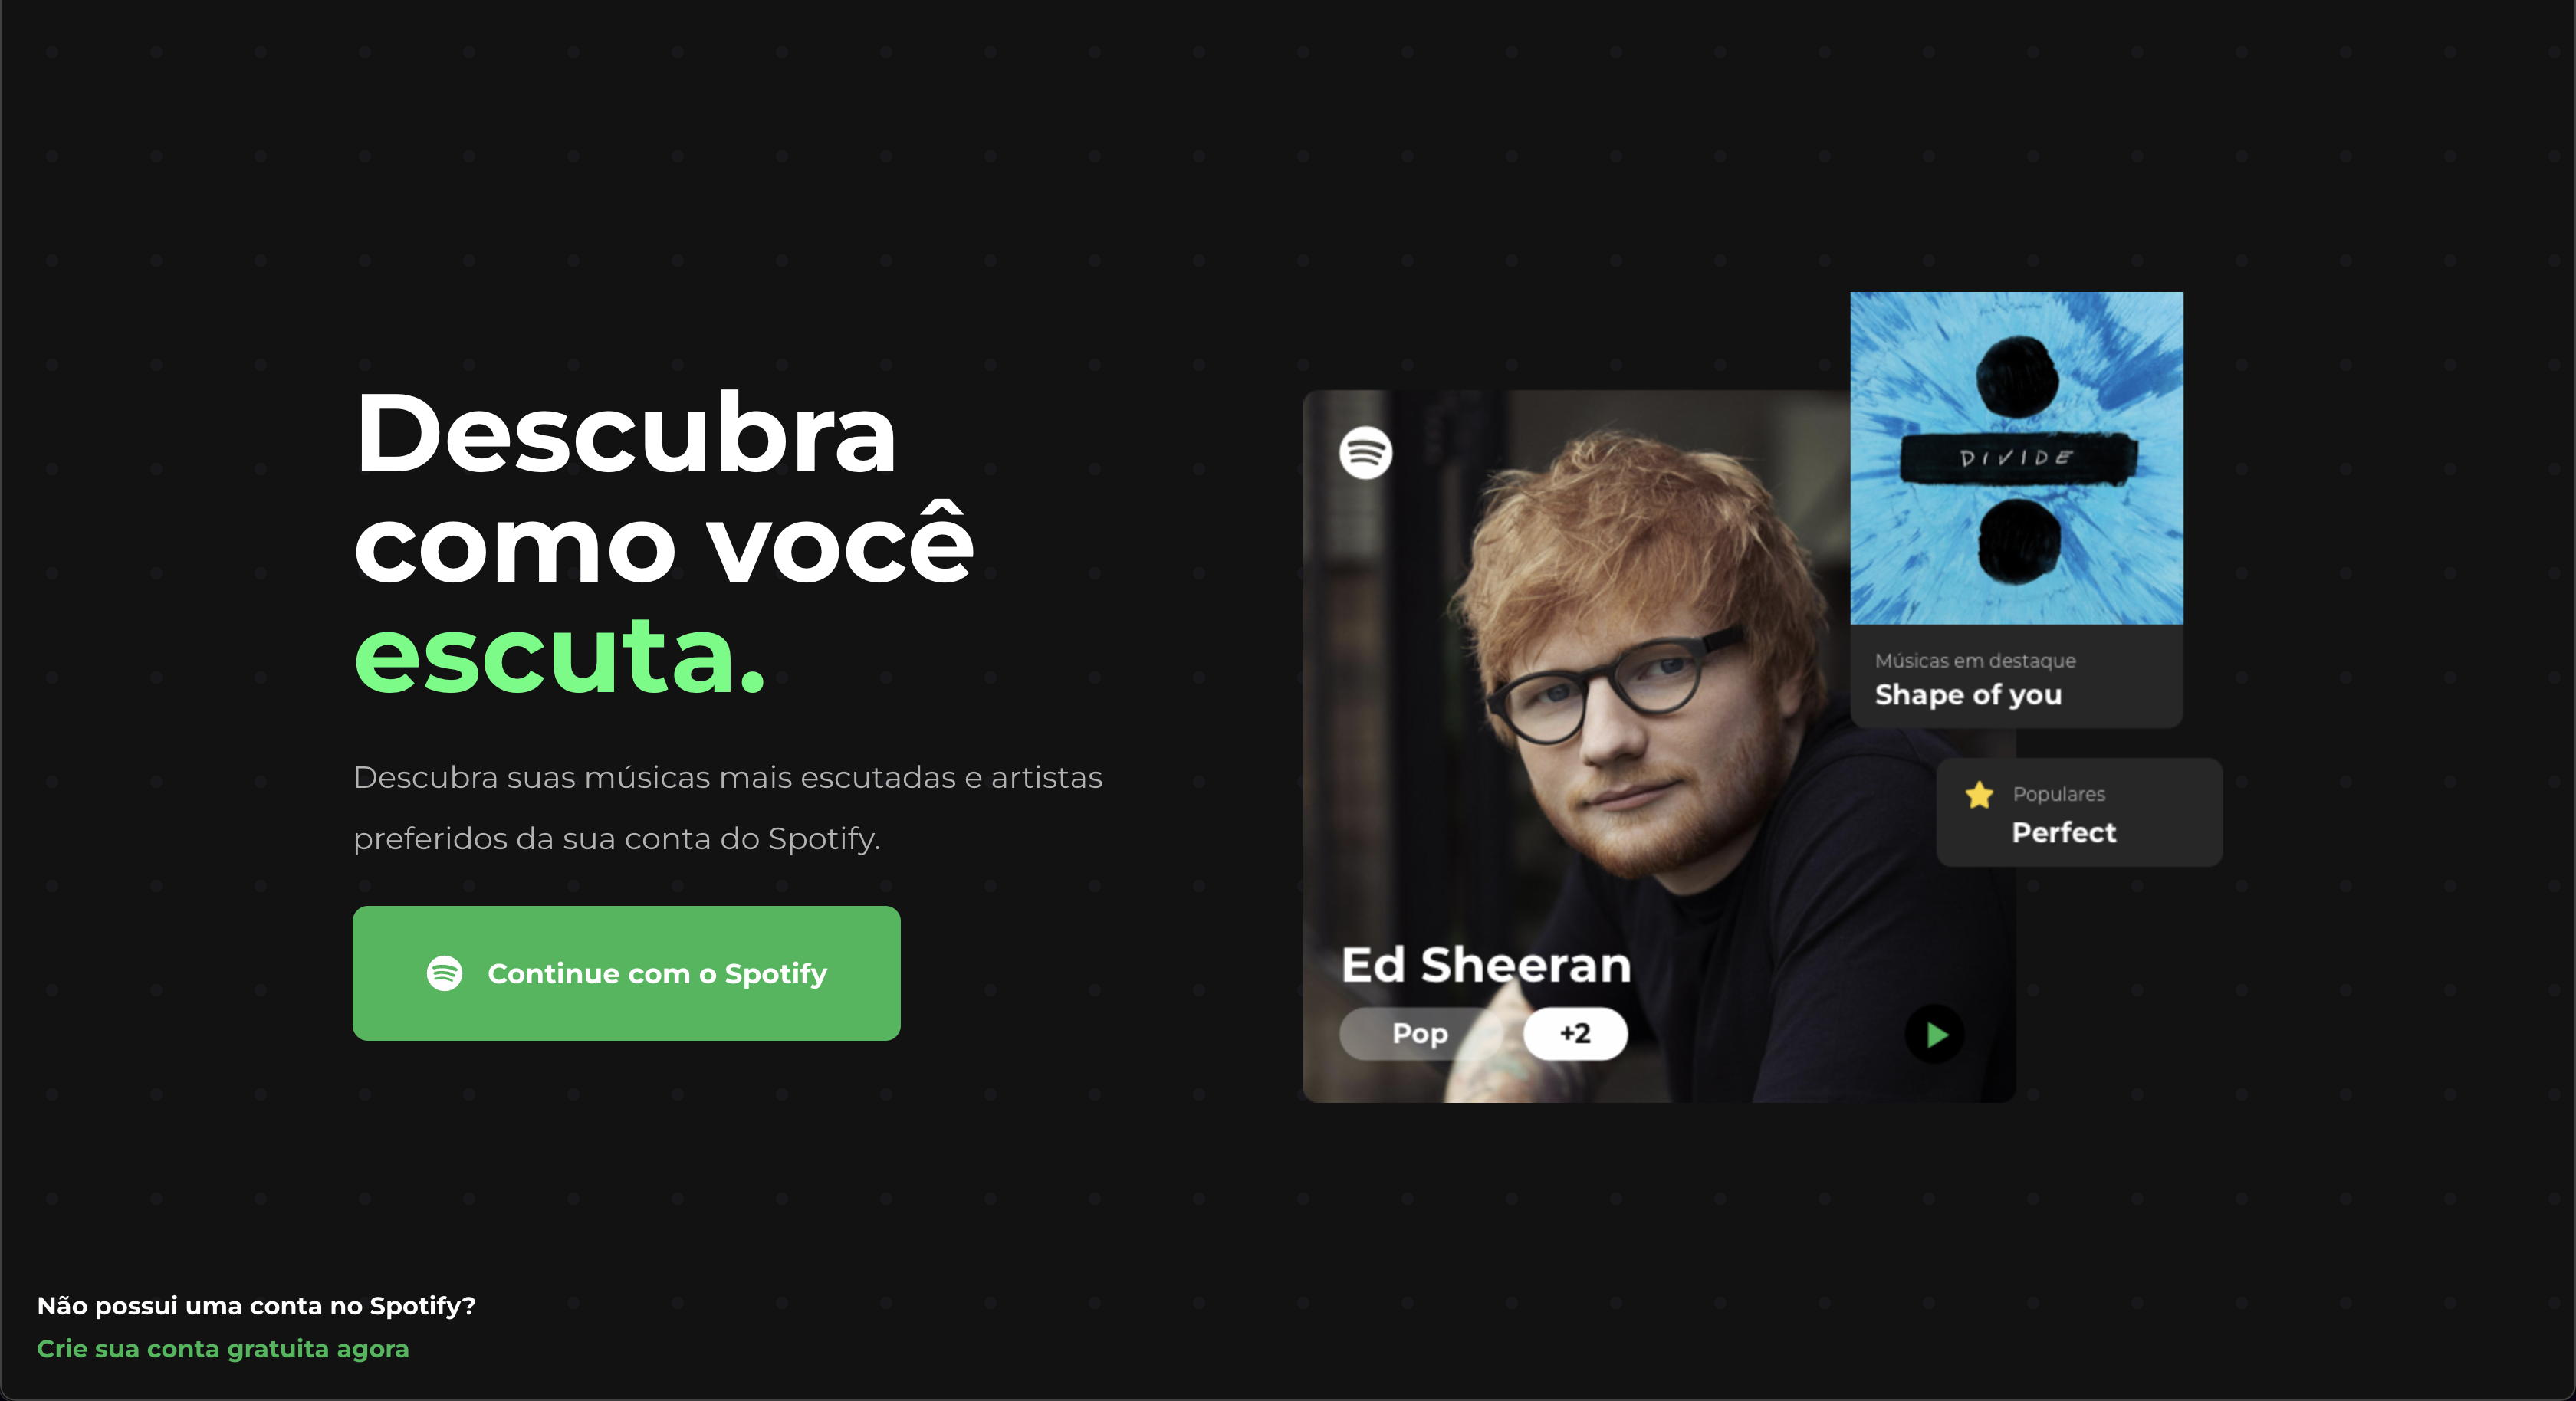 Descubra
como você
escuta.
Descubra suas músicas mais escutadas e artistas
preferidos da sua conta do Spotify.
Continue com o Spotify
DIVIDE
Músicas em destaque
Shape of you
Populares
Perfect
Ed Sheeran
Pop
+2
Não possui uma conta no Spotify?
Crie sua conta gratuita agora